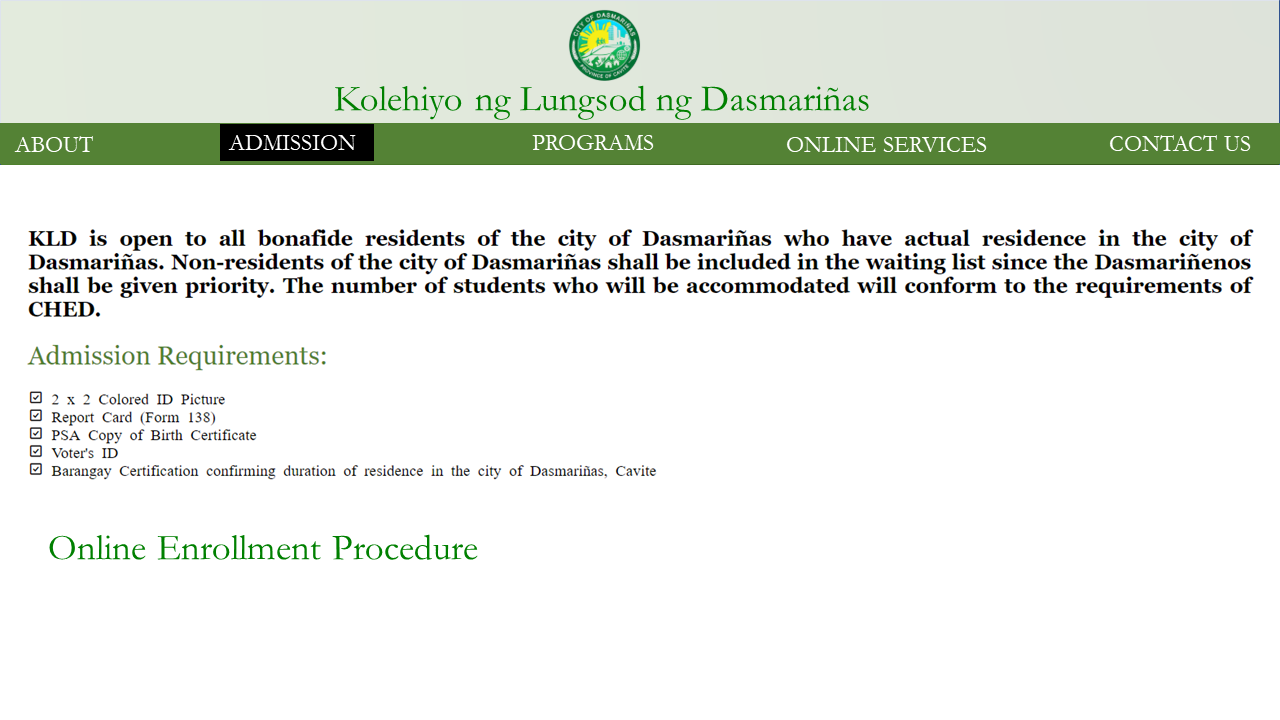 CITY OF DASMARIÑAS
PROVINCE OF CAVITE
Kolehiyo ng Lungsod ng Dasmariñas
ABOUT ADMISSION PROGRAMS ONLINE SERVICES CONTACT US
KLD is open to all bonafide residents of the city of Dasmariñas who have actual residence in the city of
Dasmariñas. Non-residents of the city of Dasmariñas shall be included in the waiting list since the Dasmariñenos
shall be given priority. The number of students who will be accommodated will conform to the requirements of
CHED.
Admission Requirements:
2 x 2 Colored ID Picture
Report Card (Form 138)
PSA Copy of Birth Certificate
Voter's ID
Barangay Certification confirming duration of residence in the city of Dasmariñas, Cavite
Online Enrollment Procedure